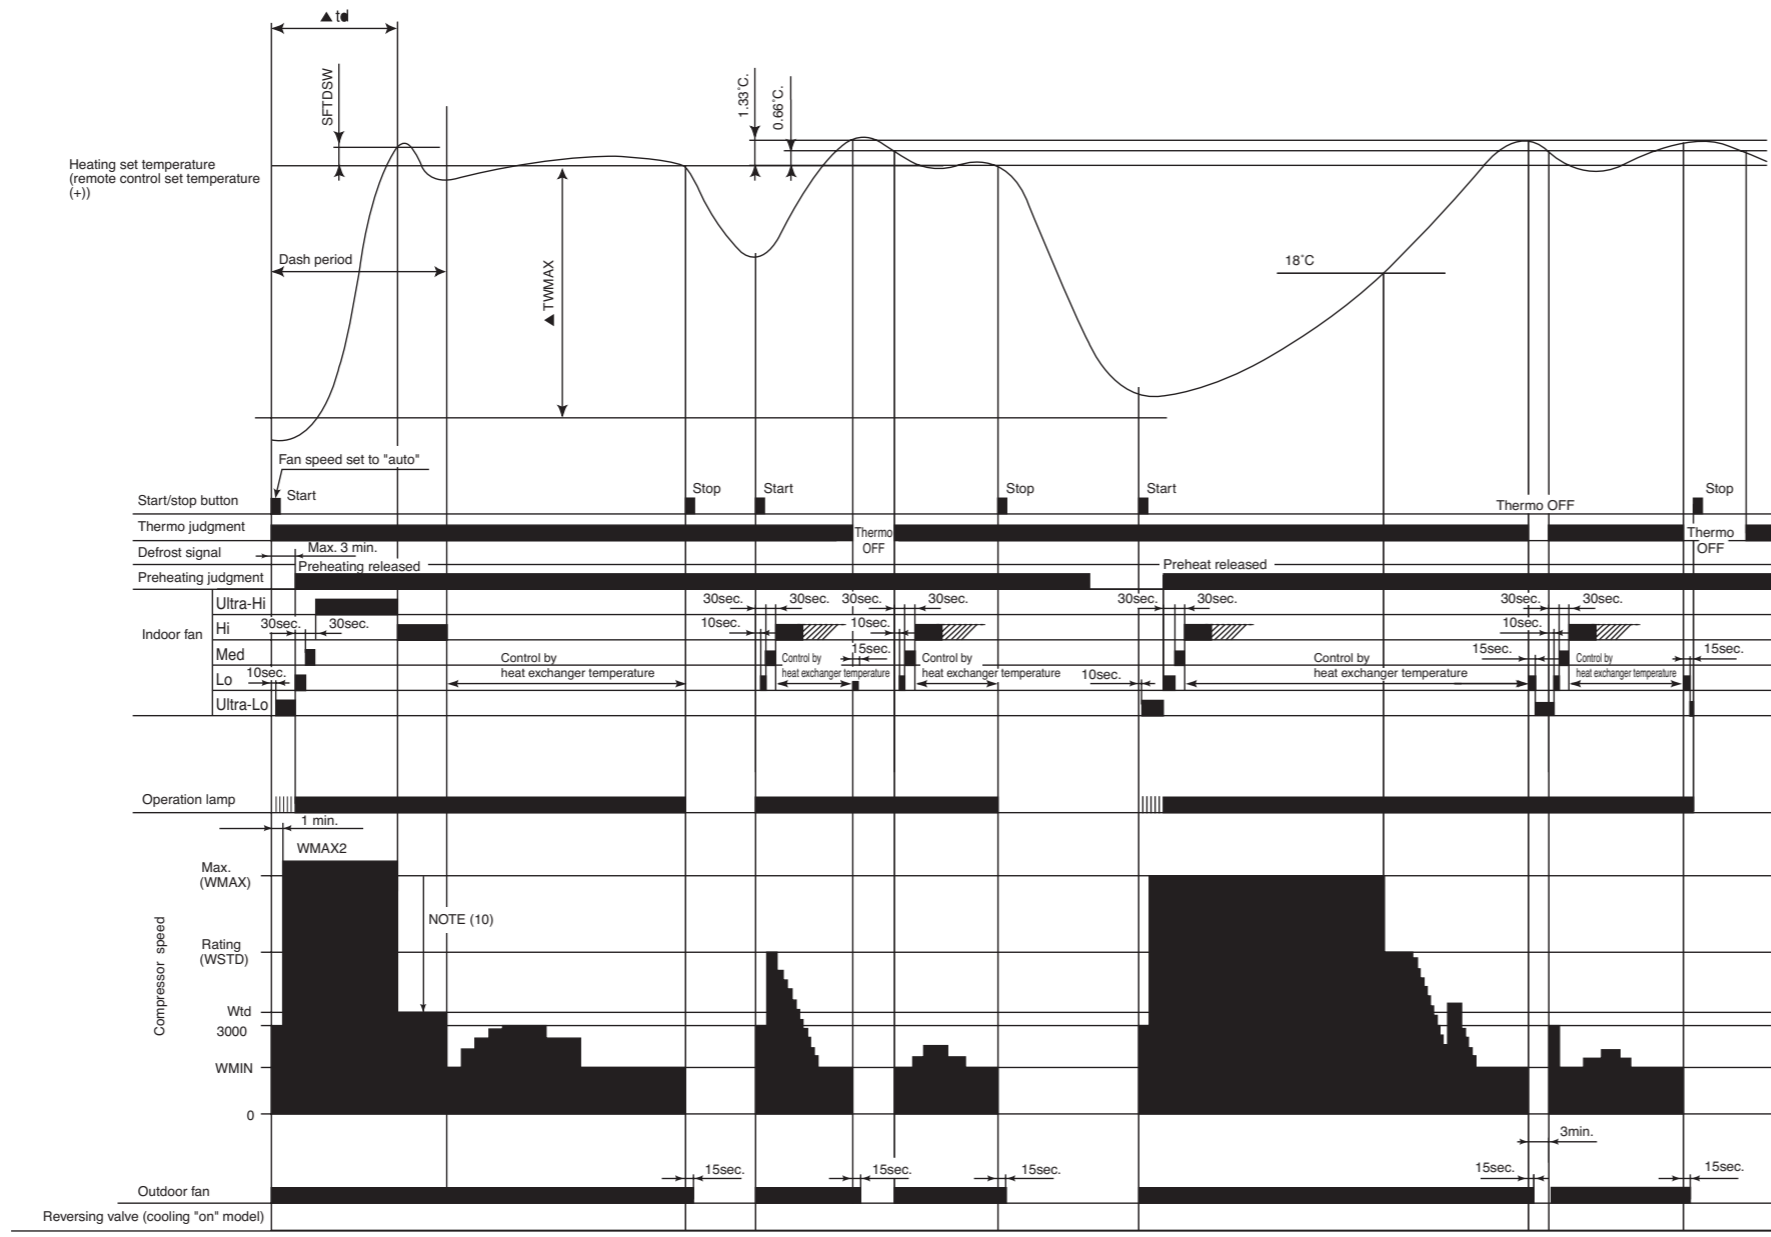 ▲ td
SFTDSW
1.33˚C.
0.66˚C.
Heating set temperature
(remote control set temperature
(+))
Dash period
▲ TWMAX
18˚C
Fan speed set to "auto"
Start/stop button
Start
Stop
Start
Stop
Start
Thermo OFF
Stop
Thermo judgment
Thermo
OFF
Thermo
OFF
Defrost signal
Max. 3 min.
Preheating judgment
Preheating released
Preheat released
Indoor fan
Ultra-Hi
30sec.
30sec.
30sec.
30sec.
30sec.
30sec.
30sec.
30sec.
Hi
30sec.
30sec.
10sec.
10sec.
10sec.
Med
Control by
heat exchanger temperature
Control by
heat exchanger temperature
15sec.
Control by
heat exchanger temperature
Control by
heat exchanger temperature
15sec.
Control by
heat exchanger temperature
15sec.
Lo
10sec.
10sec.
Ultra-Lo
Operation lamp
1 min.
WMAX2
Compressor speed
Max.
(WMAX)
NOTE (10)
Rating
(WSTD)
Wtd
3000
WMIN
0
3min.
Outdoor fan
15sec.
15sec.
15sec.
15sec.
15sec.
Reversing valve (cooling "on" model)